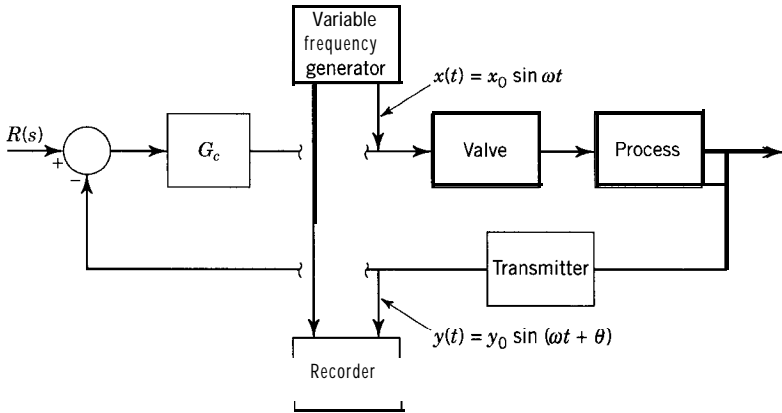 Variable
frequency
generator
x(t) = x₀ sin ωt
R(s)
+
−
G꜀
Valve
Process
Transmitter
y(t) = y₀ sin (ωt + θ)
Recorder